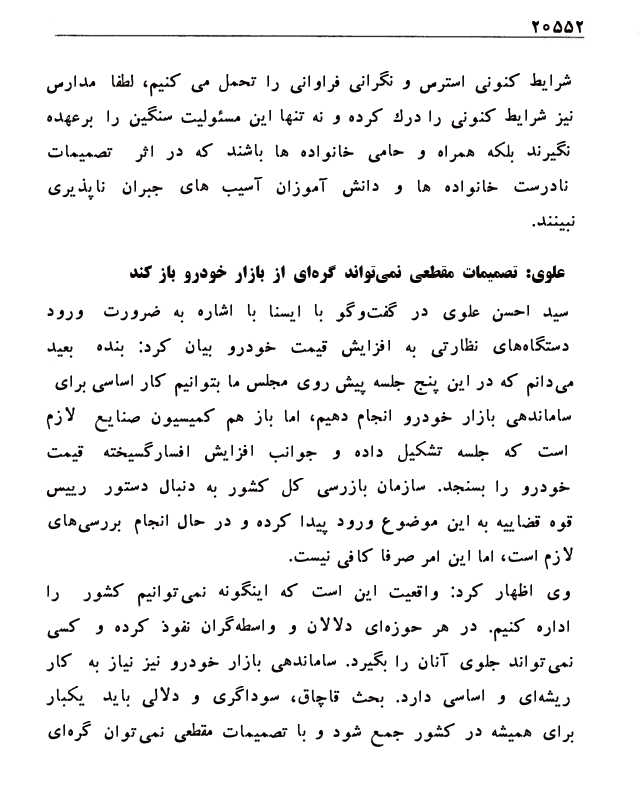 ۲۰۵۵۲
شرایط کنونی استرس و نگرانی فراوانی را تحمل می کنیم، لطفا مدارس
نیز شرایط کنونی را درك کرده و نه تنها این مسئولیت سنگین را برعهده
نگیرند بلکه همراه و حامی خانواده ها باشند که در اثر تصمیمات
نادرست خانواده ها و دانش آموزان آسیب های جبران ناپذیری
نبینند.
علوی: تصمیمات مقطعی نمی‌تواند گره‌ای از بازار خودرو باز کند
سید احسن علوی در گفت‌وگو با ایسنا با اشاره به ضرورت ورود
دستگاه‌های نظارتی به افزایش قیمت خودرو بیان کرد: بنده بعید
می‌دانم که در این پنج جلسه پیش روی مجلس ما بتوانیم کار اساسی برای
ساماندهی بازار خودرو انجام دهیم، اما باز هم کمیسیون صنایع لازم
است که جلسه تشکیل داده و جوانب افزایش افسارگسیخته قیمت
خودرو را بسنجد. سازمان بازرسی کل کشور به دنبال دستور رییس
قوه قضاییه به این موضوع ورود پیدا کرده و در حال انجام بررسی‌های
لازم است، اما این امر صرفا کافی نیست.
وی اظهار کرد: واقعیت این است که اینگونه نمی‌توانیم کشور را
اداره کنیم. در هر حوزه‌ای دلالان و واسطه‌گران نفوذ کرده و کسی
نمی‌تواند جلوی آنان را بگیرد. ساماندهی بازار خودرو نیز نیاز به کار
ریشه‌ای و اساسی دارد. بحث قاچاق، سوداگری و دلالی باید یکبار
برای همیشه در کشور جمع شود و با تصمیمات مقطعی نمی‌توان گره‌ای